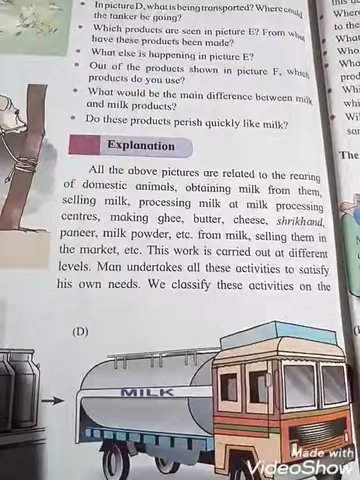 In picture D, what is being transported? Where could
the tanker be going?
Which products are seen in picture E? From what
have these products been made?
What else is happening in picture E?
Out of the products shown in picture F, which
products do you use?
What would be the main difference between milk
and milk products?
Do these products perish quickly like milk?
Explanation
All the above pictures are related to the rearing
of domestic animals, obtaining milk from them,
selling milk, processing milk at milk processing
centres, making ghee, butter, cheese, shrikhand,
paneer, milk powder, etc. from milk, selling them in
the market, etc. This work is carried out at different
levels. Man undertakes all these activities to satisfy
his own needs. We classify these activities on the
(D)
MILK
Where
to the
What
Who
The
Made with
VideoShow